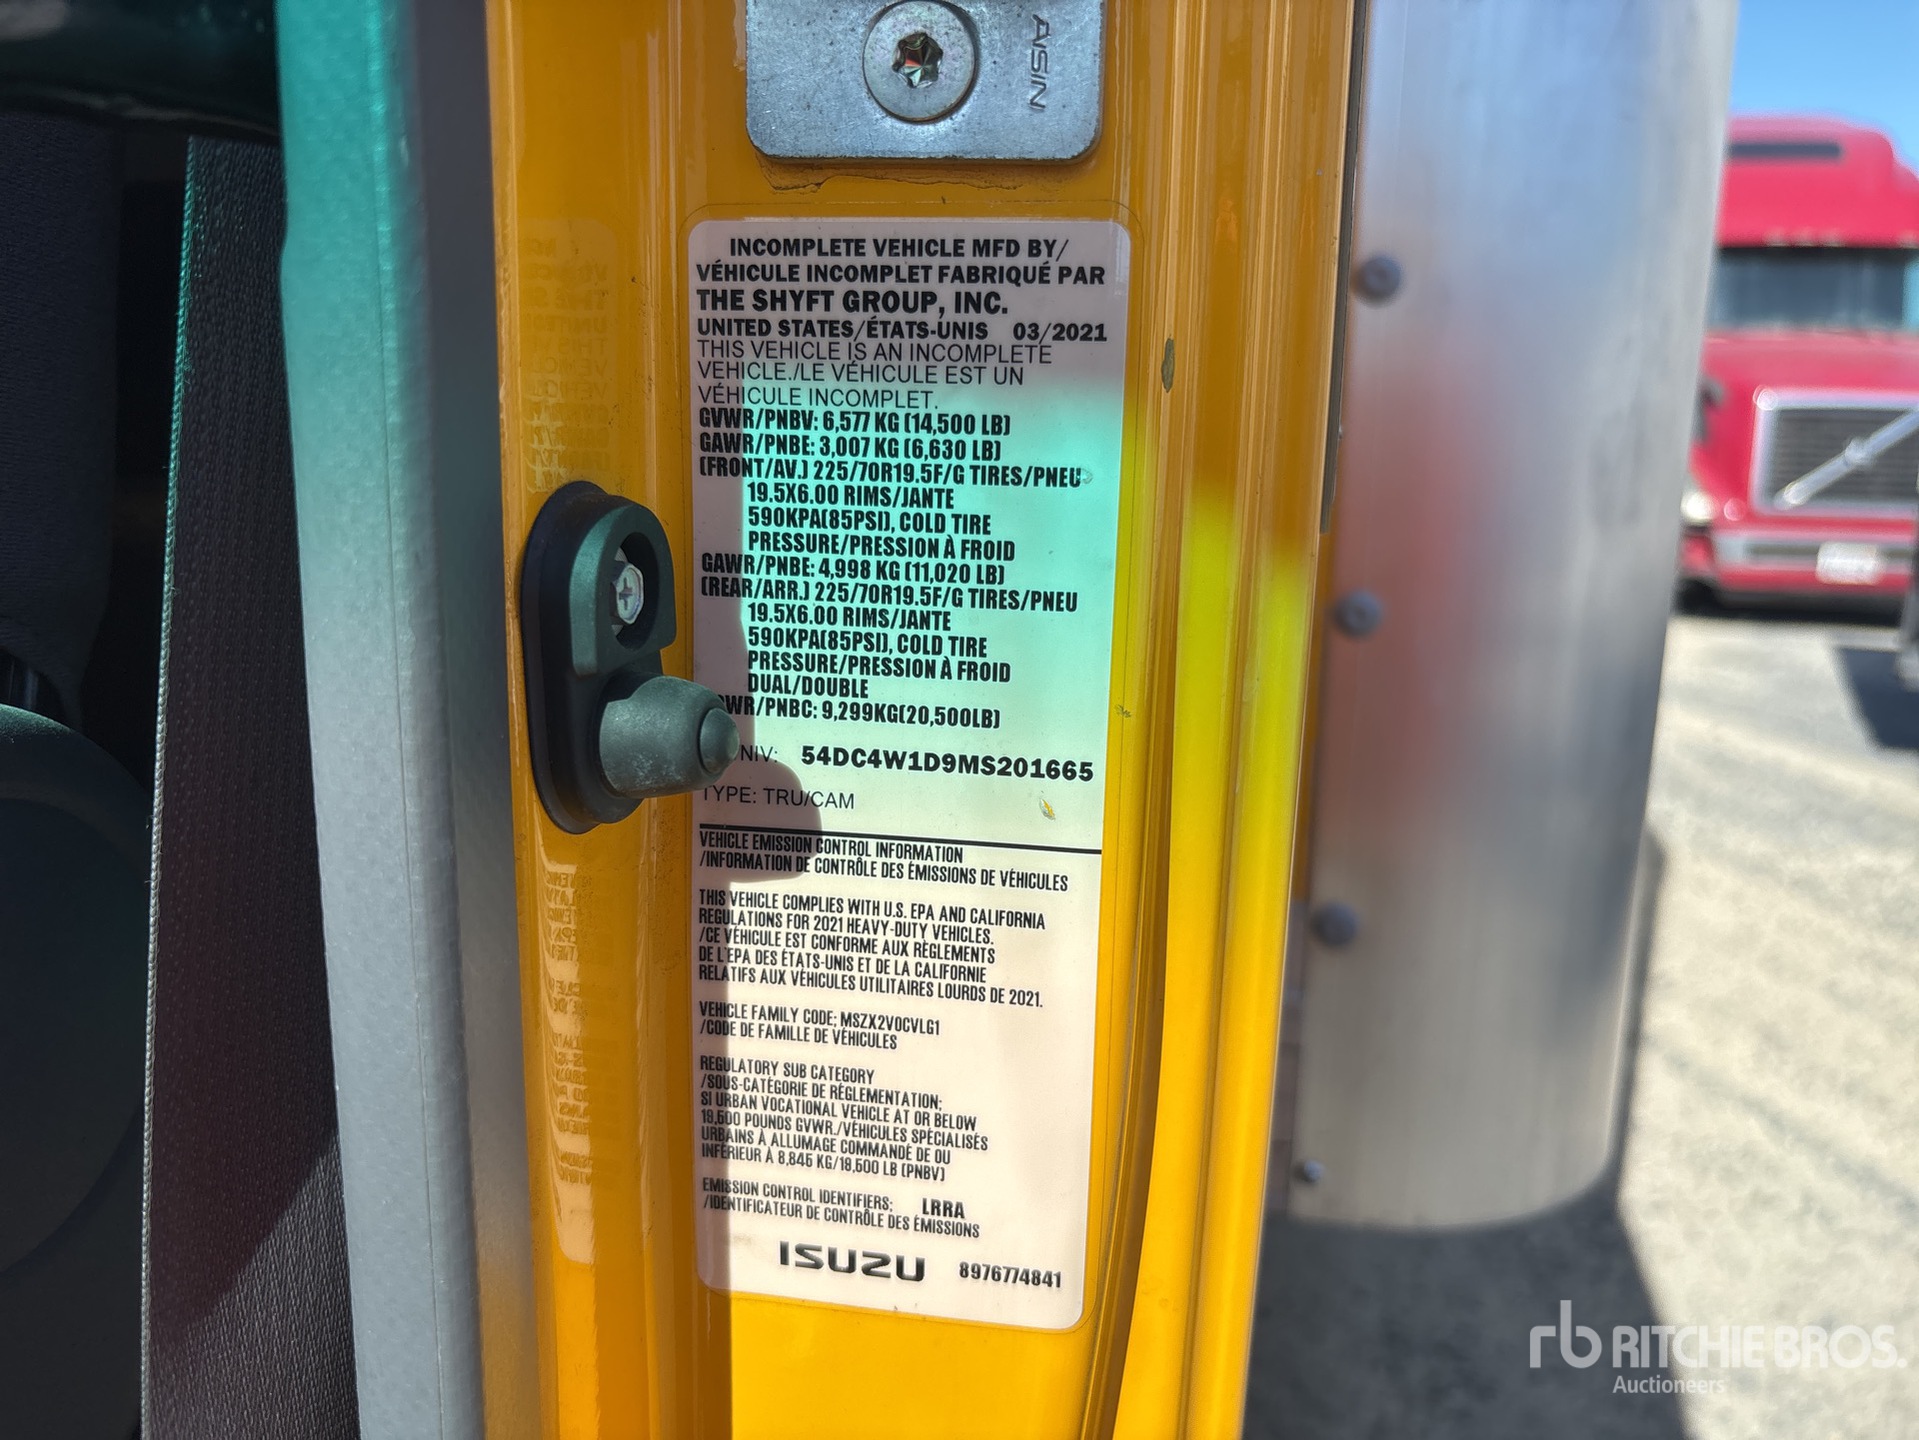 AISIN
INCOMPLETE VEHICLE MFD BY/
VÉHICULE INCOMPLET FABRIQUÉ PAR
THE SHYFT GROUP, INC.
UNITED STATES/ÉTATS-UNIS 03/2021
THIS VEHICLE IS AN INCOMPLETE
VEHICLE./LE VÉHICULE EST UN
VÉHICULE INCOMPLET.
GVWR/PNBV: 6,577 KG (14,500 LB)
GAWR/PNBE: 3,007 KG (6,630 LB)
(FRONT/AV.) 225/70R19.5F/G TIRES/PNEU
19.5X6.00 RIMS/JANTE
590KPA(85PSI), COLD TIRE
PRESSURE/PRESSION À FROID
GAWR/PNBE: 4,998 KG (11,020 LB)
(REAR/ARR.) 225/70R19.5F/G TIRES/PNEU
19.5X6.00 RIMS/JANTE
590KPA(85PSI), COLD TIRE
PRESSURE/PRESSION À FROID
DUAL/DOUBLE
WR/PNBC: 9,299KG(20,500LB)
NIV: 54DC4W1D9MS201665
TYPE: TRU/CAM
VEHICLE EMISSION CONTROL INFORMATION
/INFORMATION DE CONTRÔLE DES ÉMISSIONS DE VÉHICULES
THIS VEHICLE COMPLIES WITH U.S. EPA AND CALIFORNIA
REGULATIONS FOR 2021 HEAVY-DUTY VEHICLES.
/CE VÉHICULE EST CONFORME AUX RÈGLEMENTS
DE L'EPA DES ÉTATS-UNIS ET DE LA CALIFORNIE
RELATIFS AUX VÉHICULES UTILITAIRES LOURDS DE 2021.
VEHICLE FAMILY CODE; MSZX2VOCVLG1
/CODE DE FAMILLE DE VÉHICULES
REGULATORY SUB CATEGORY
/SOUS-CATÉGORIE DE RÉGLEMENTATION;
SI URBAN VOCATIONAL VEHICLE AT OR BELOW
19,500 POUNDS GVWR./VÉHICULES SPÉCIALISÉS
URBAINS À ALLUMAGE COMMANDÉ DE OU
INFÉRIEUR À 8,845 KG/19,500 LB (PNBV)
EMISSION CONTROL IDENTIFIERS: LRRA
/IDENTIFICATEUR DE CONTRÔLE DES ÉMISSIONS
ISUZU 8976774841
rb RITCHIE BROS.
Auctioneers